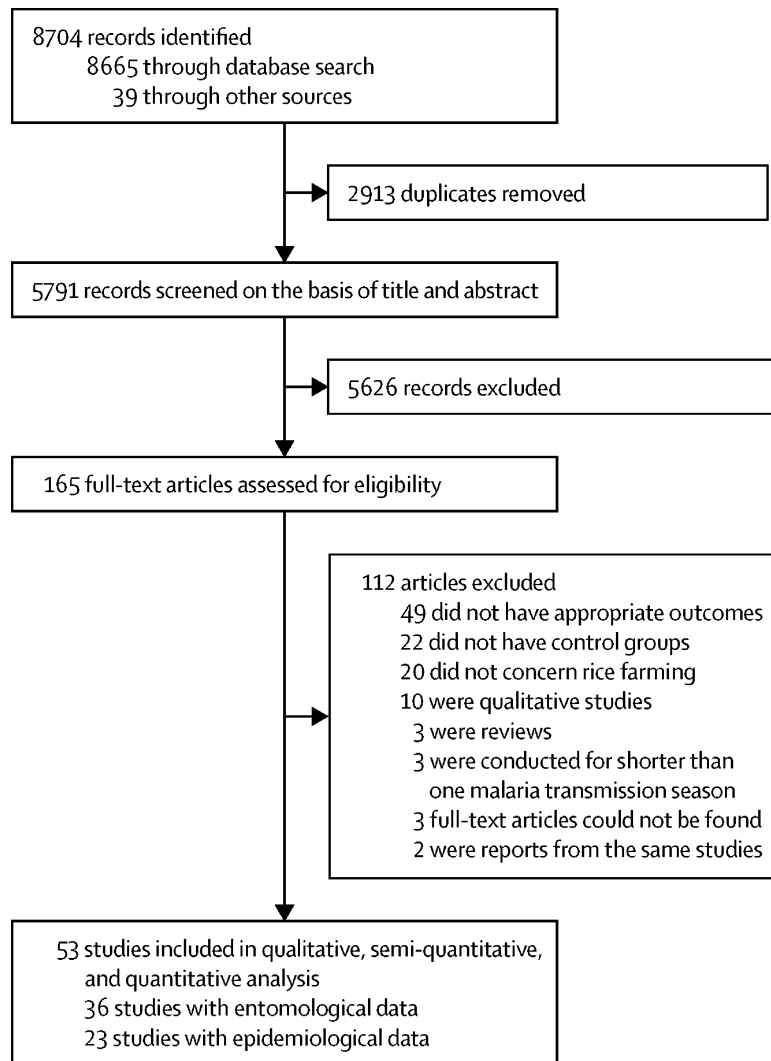 8704 records identified
8665 through database search
39 through other sources
2913 duplicates removed
5791 records screened on the basis of title and abstract
5626 records excluded
165 full-text articles assessed for eligibility
112 articles excluded
49 did not have appropriate outcomes
22 did not have control groups
20 did not concern rice farming
10 were qualitative studies
3 were reviews
3 were conducted for shorter than
one malaria transmission season
3 full-text articles could not be found
2 were reports from the same studies
53 studies included in qualitative, semi-quantitative,
and quantitative analysis
36 studies with entomological data
23 studies with epidemiological data